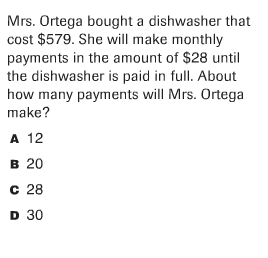 Mrs. Ortega bought a dishwasher that
cost $579. She will make monthly
payments in the amount of $28 until
the dishwasher is paid in full. About
how many payments will Mrs. Ortega
make?
A 12
B 20
C 28
D 30